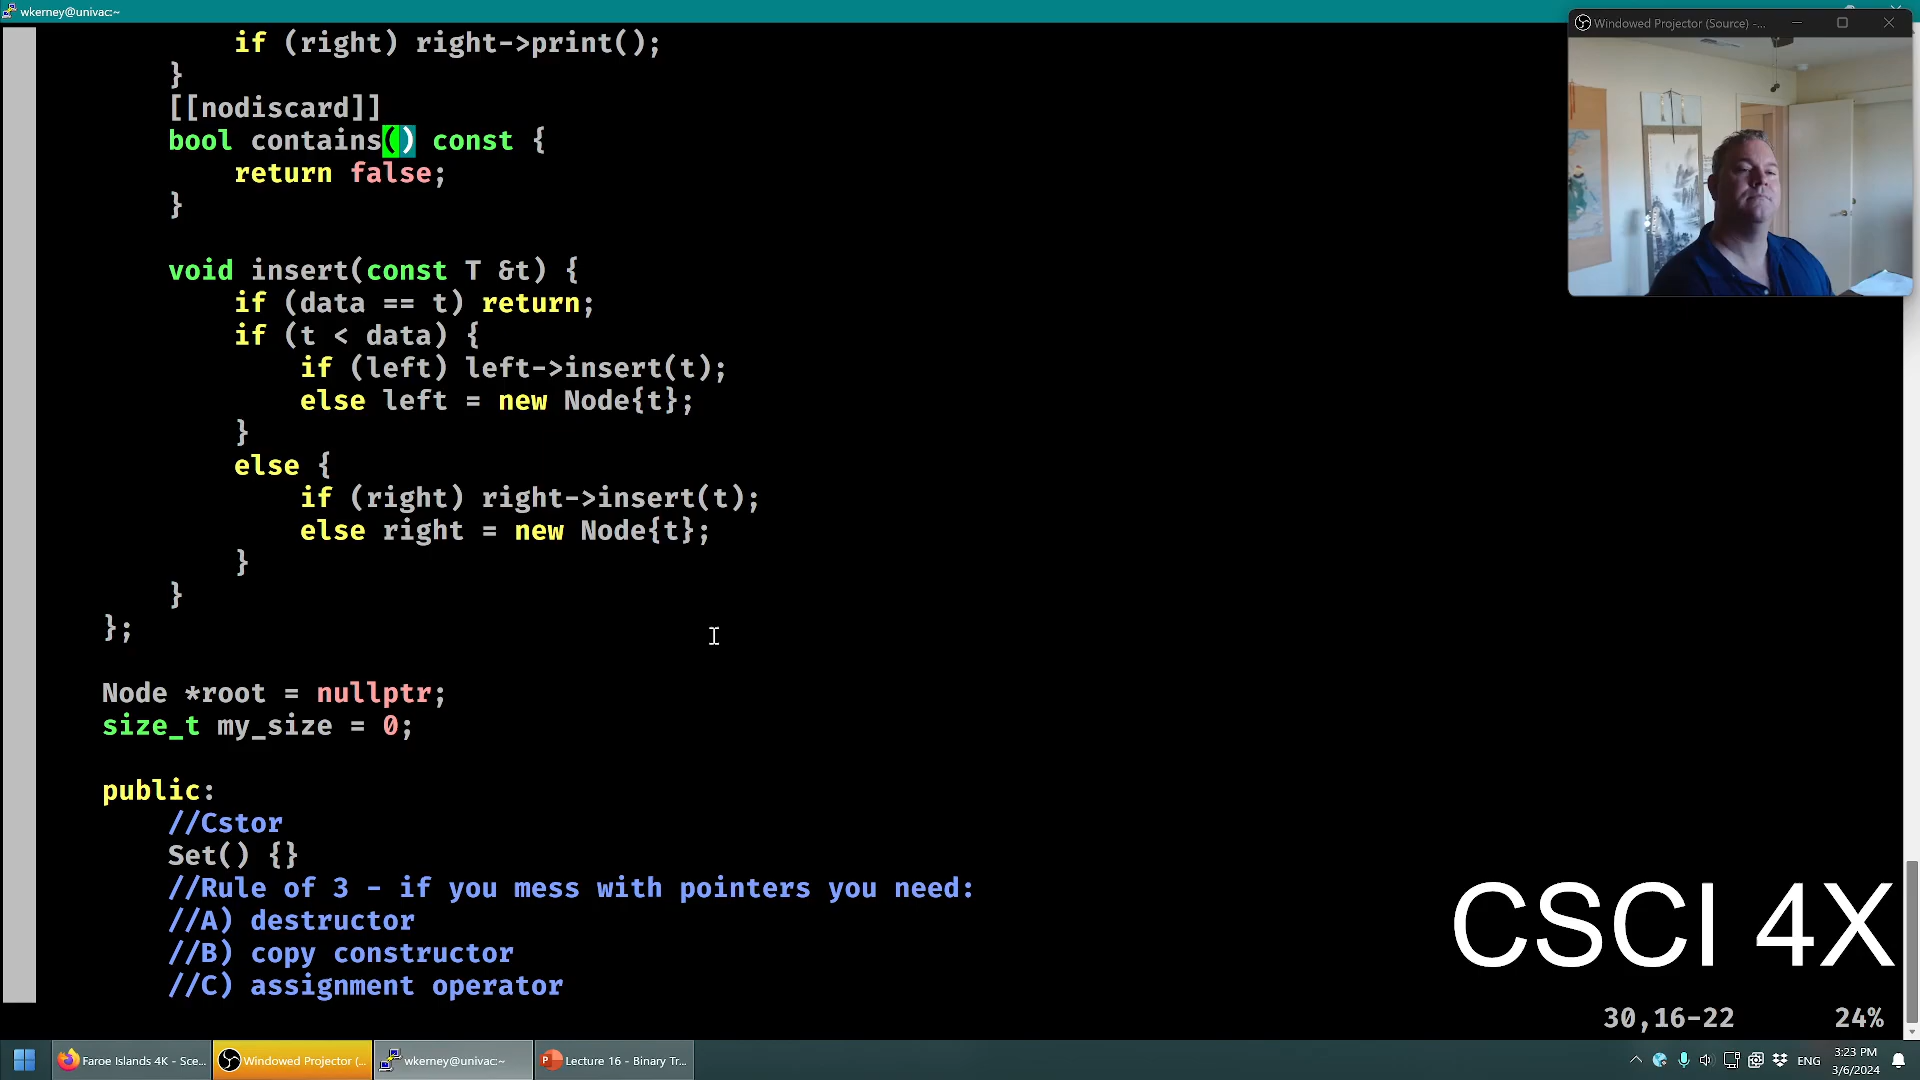 wkerney@univac:~
Windowed Projector (Source) -...
if (right) right->print();
}
[[nodiscard]]
bool contains() const {
return false;
}
void insert(const T &t) {
if (data == t) return;
if (t < data) {
if (left) left->insert(t);
else left = new Node{t};
}
else {
if (right) right->insert(t);
else right = new Node{t};
}
}
};
Node *root = nullptr;
size_t my_size = 0;
public:
//Cstor
Set() {}
//Rule of 3 - if you mess with pointers you need:
//A) destructor
//B) copy constructor
//C) assignment operator
CSCI 4X
30,16-22 24%
Faroe Islands 4K - Sce...
Windowed Projector (...
wkerney@univac:~
Lecture 16 - Binary Tr...
ENG
3:23 PM
3/6/2024